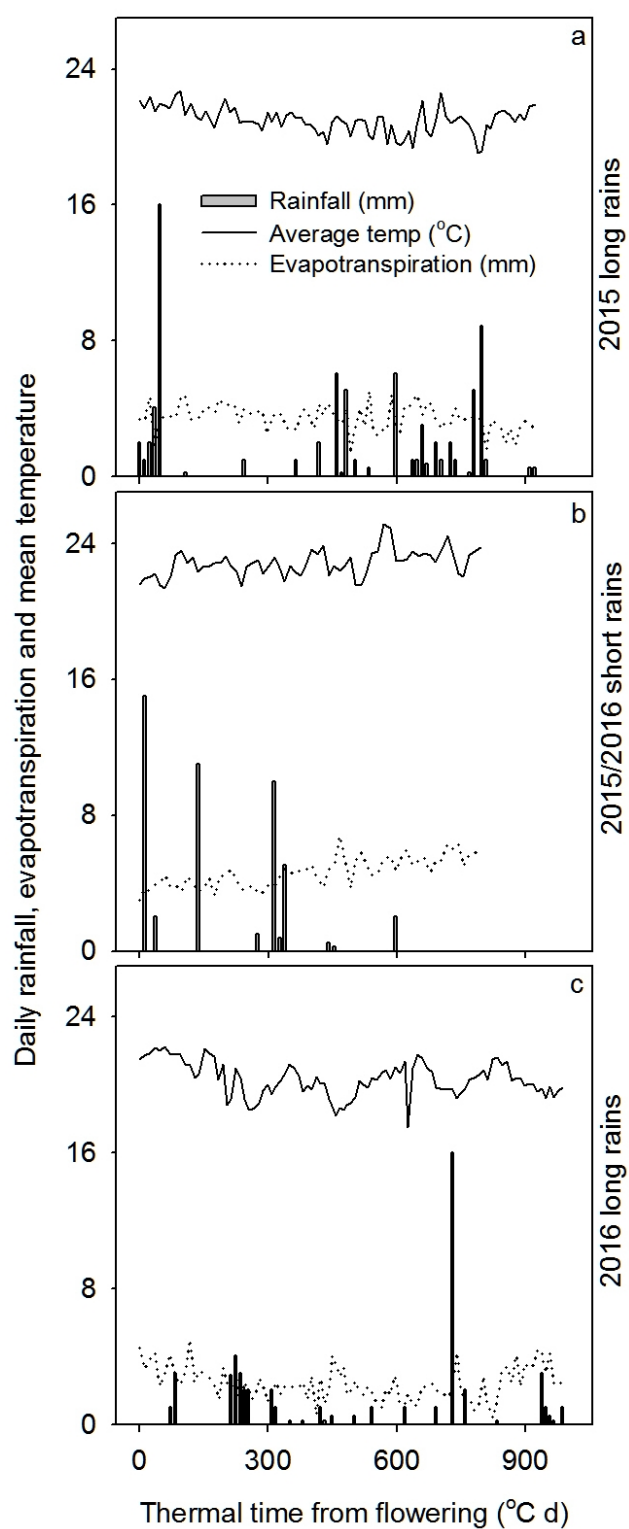 a
24
16
8
0
Rainfall (mm)
Average temp (°C)
Evapotranspiration (mm)
2015 long rains
b
24
16
8
0
2015/2016 short rains
c
24
16
8
0
2016 long rains
Daily rainfall, evapotranspiration and mean temperature
0 300 600 900
Thermal time from flowering (°C d)